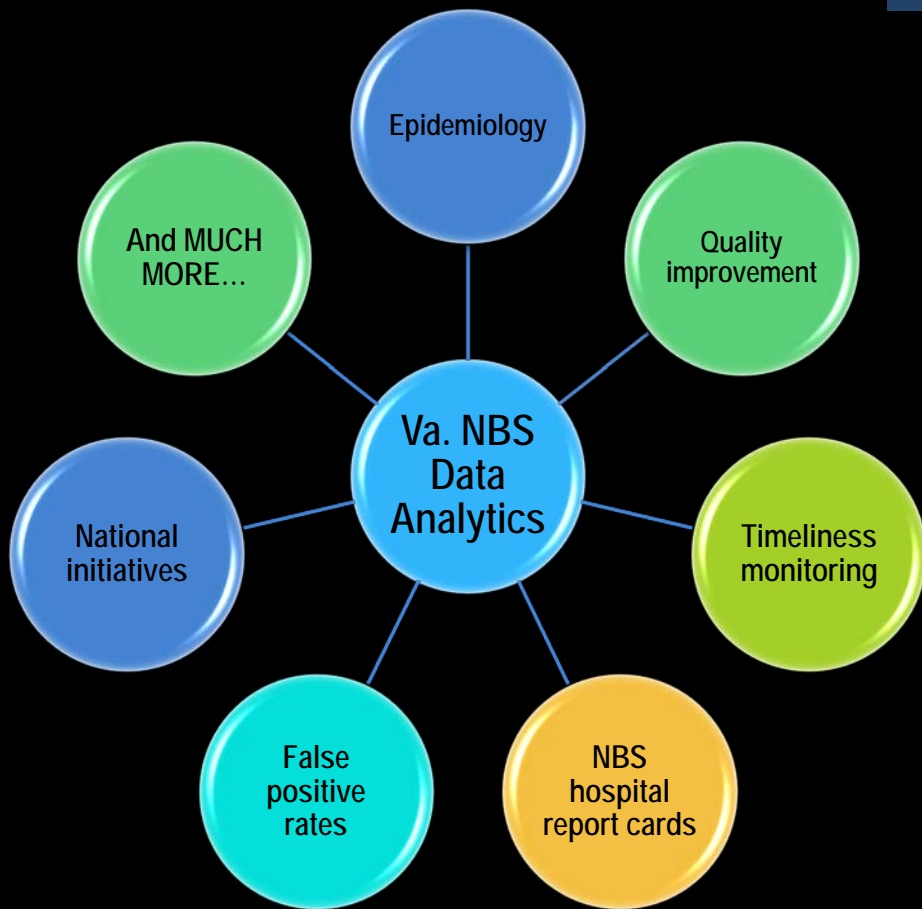 Epidemiology
And MUCH
MORE...
Quality
improvement
Va. NBS
Data
Analytics
National
initiatives
Timeliness
monitoring
False
positive
rates
NBS
hospital
report cards